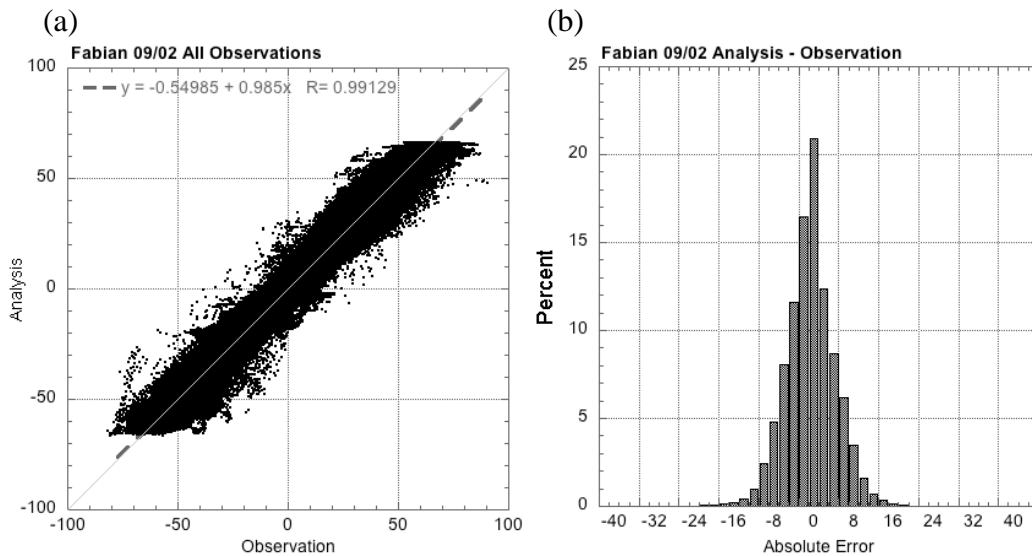 (a)
Fabian 09/02 All Observations
y = -0.54985 + 0.985x R= 0.99129
100
50
0
-50
-100
Analysis
-100 -50 0 50 100
Observation
(b)
Fabian 09/02 Analysis - Observation
25
20
15
10
5
0
Percent
-40 -32 -24 -16 -8 0 8 16 24 32 40
Absolute Error